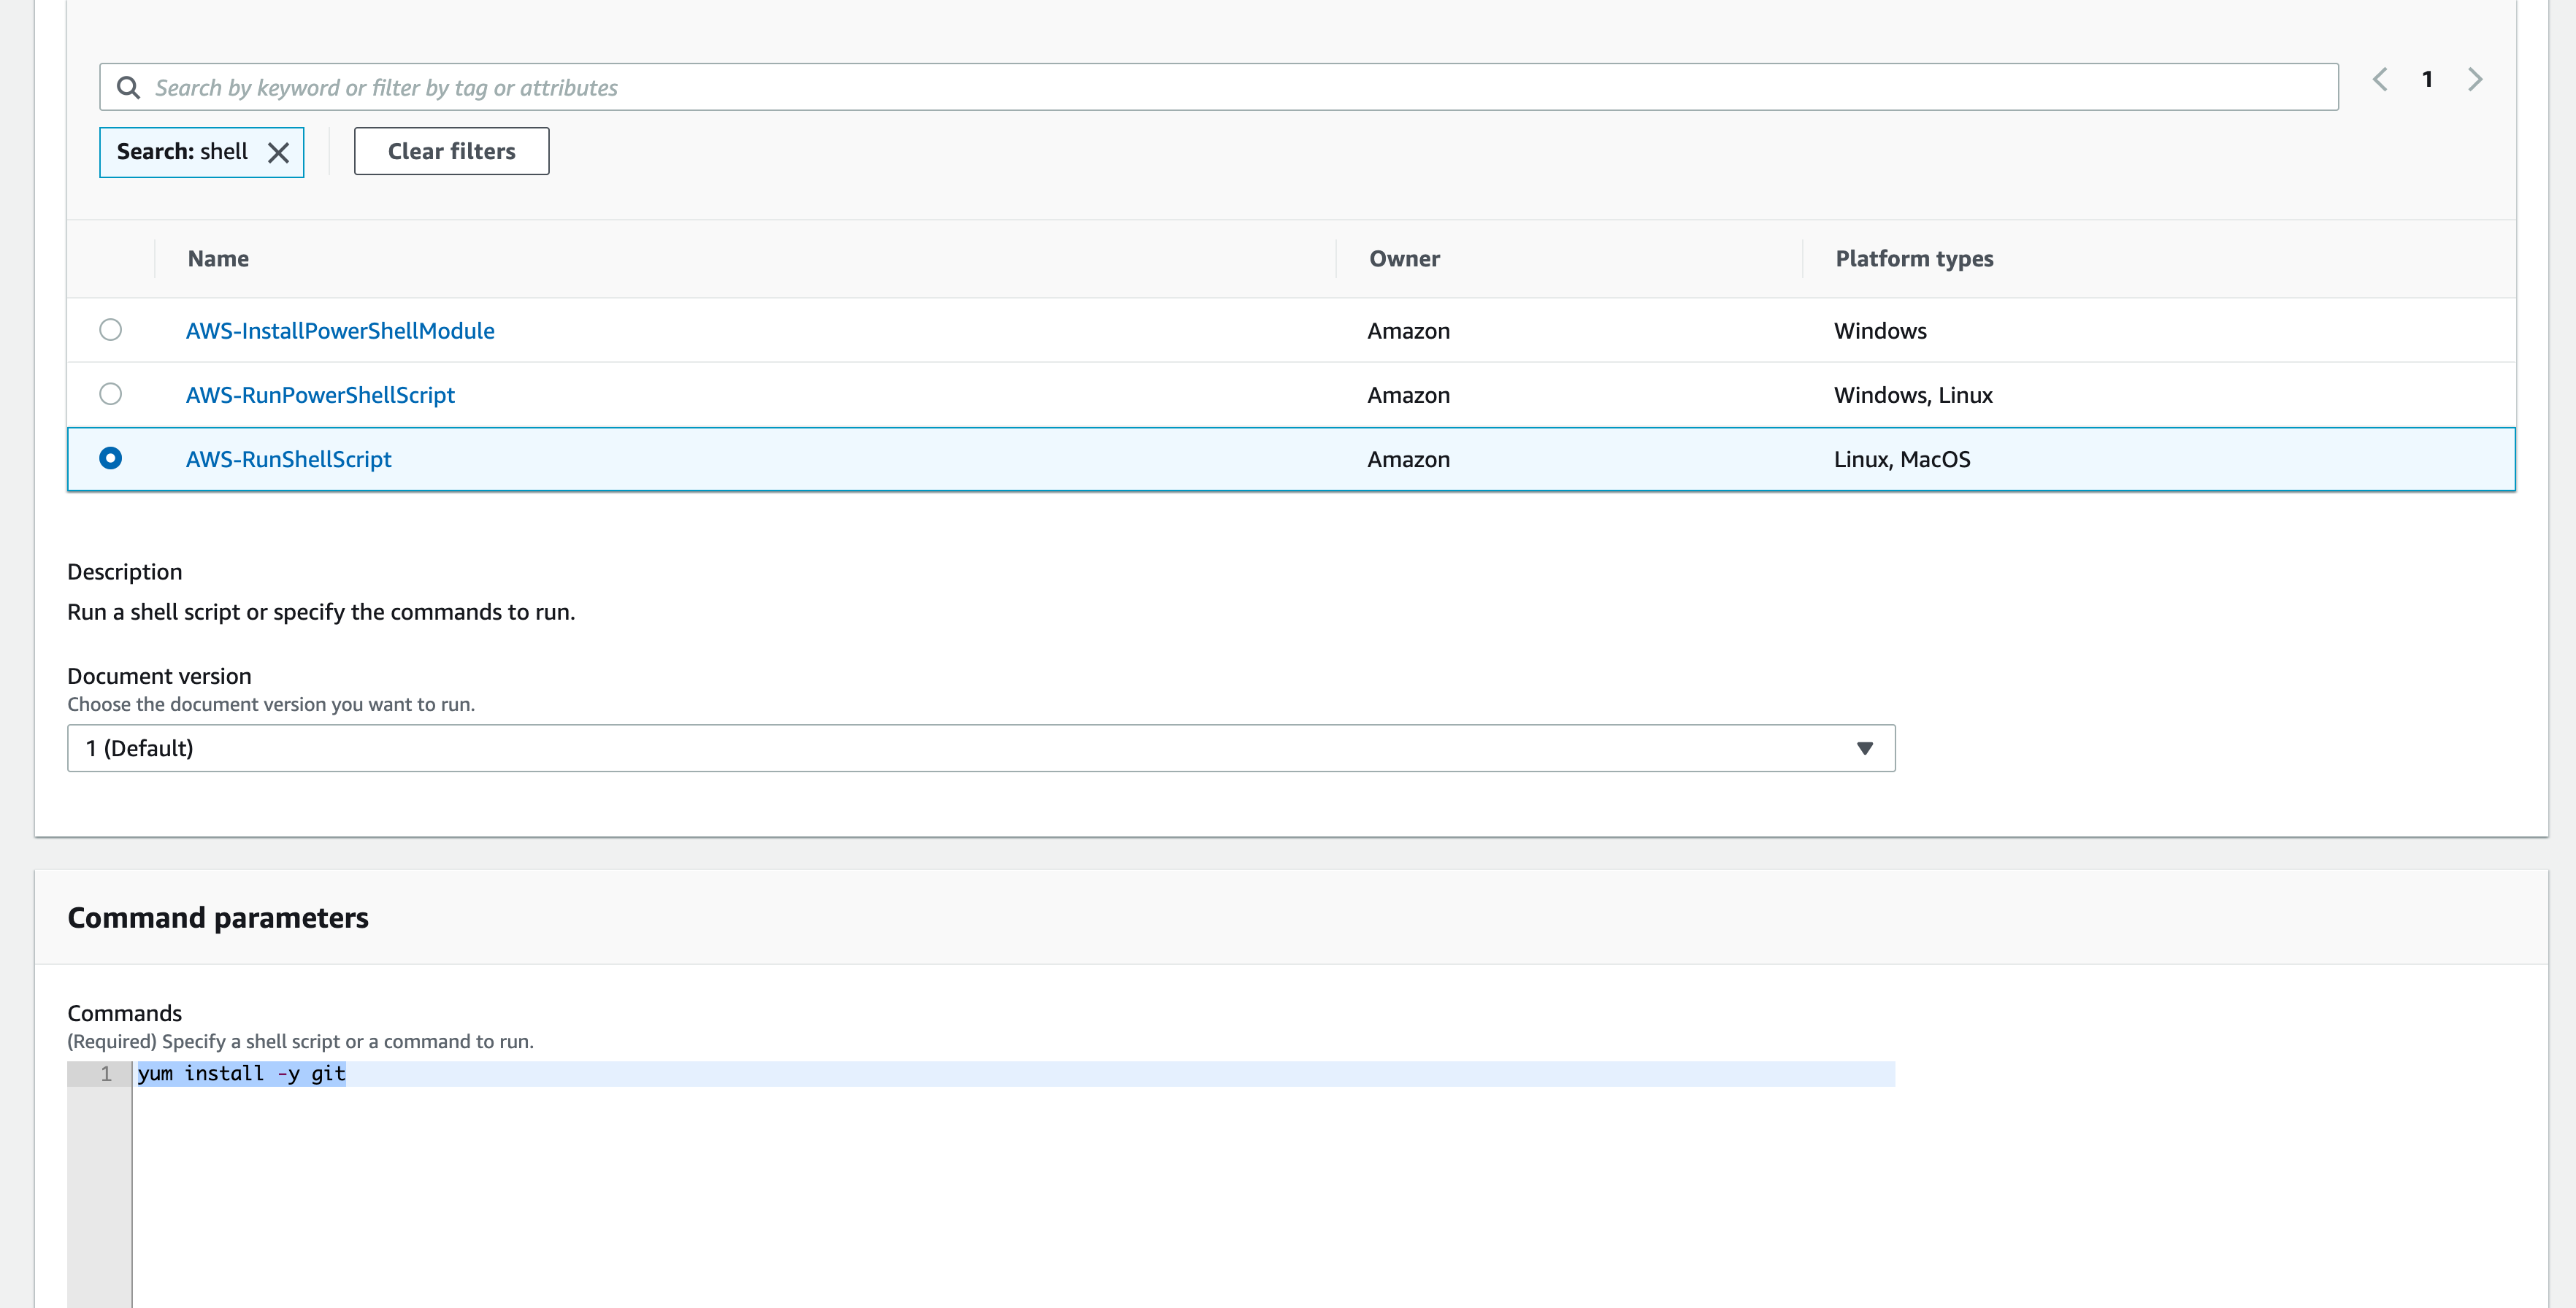 Search by keyword or filter by tag or attributes
1
Search: shell
Clear filters
Name Owner Platform types
AWS-InstallPowerShellModule Amazon Windows
AWS-RunPowerShellScript Amazon Windows, Linux
AWS-RunShellScript Amazon Linux, MacOS
Description
Run a shell script or specify the commands to run.
Document version
Choose the document version you want to run.
1 (Default)
Command parameters
Commands
(Required) Specify a shell script or a command to run.
1 yum install -y git